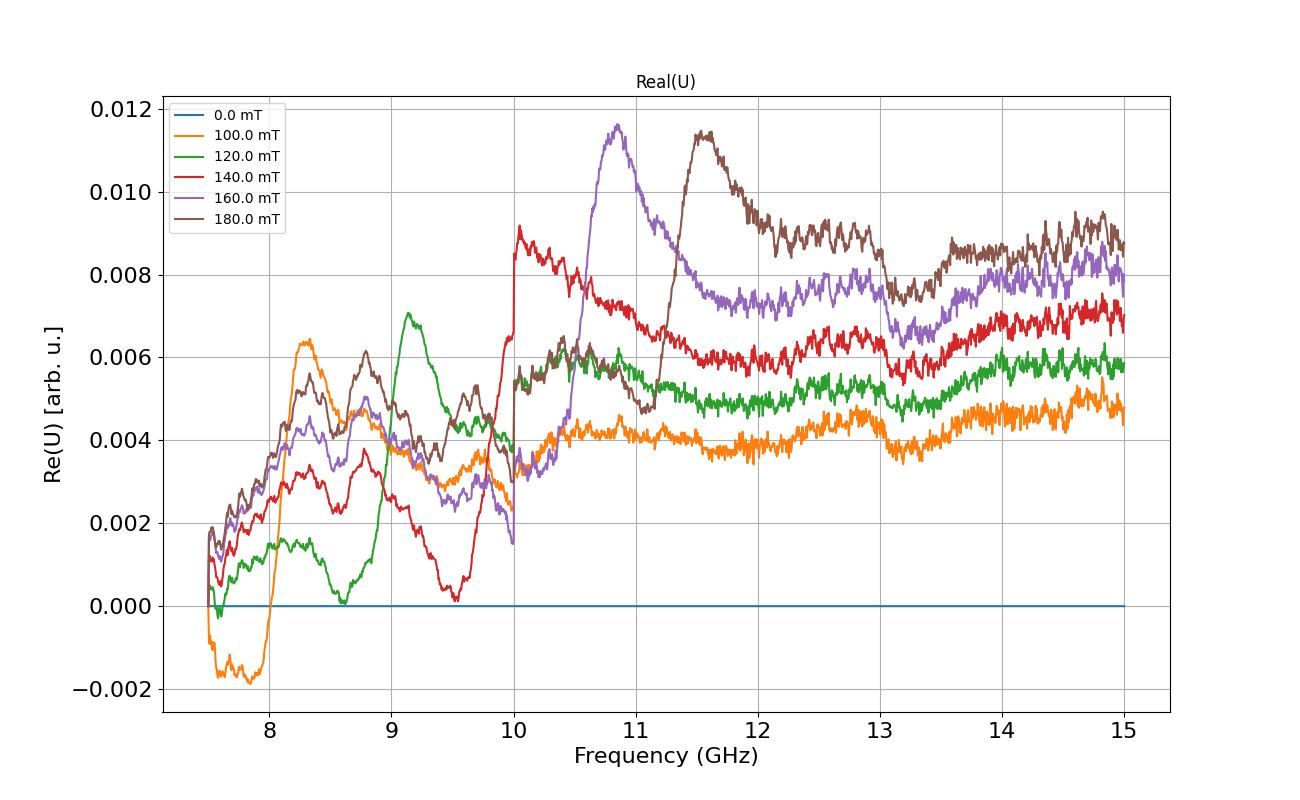 Real(U)
0.0 mT
100.0 mT
120.0 mT
140.0 mT
160.0 mT
180.0 mT
Re(U) [arb. u.]
0.012
0.010
0.008
0.006
0.004
0.002
0.000
−0.002
8 9 10 11 12 13 14 15
Frequency (GHz)